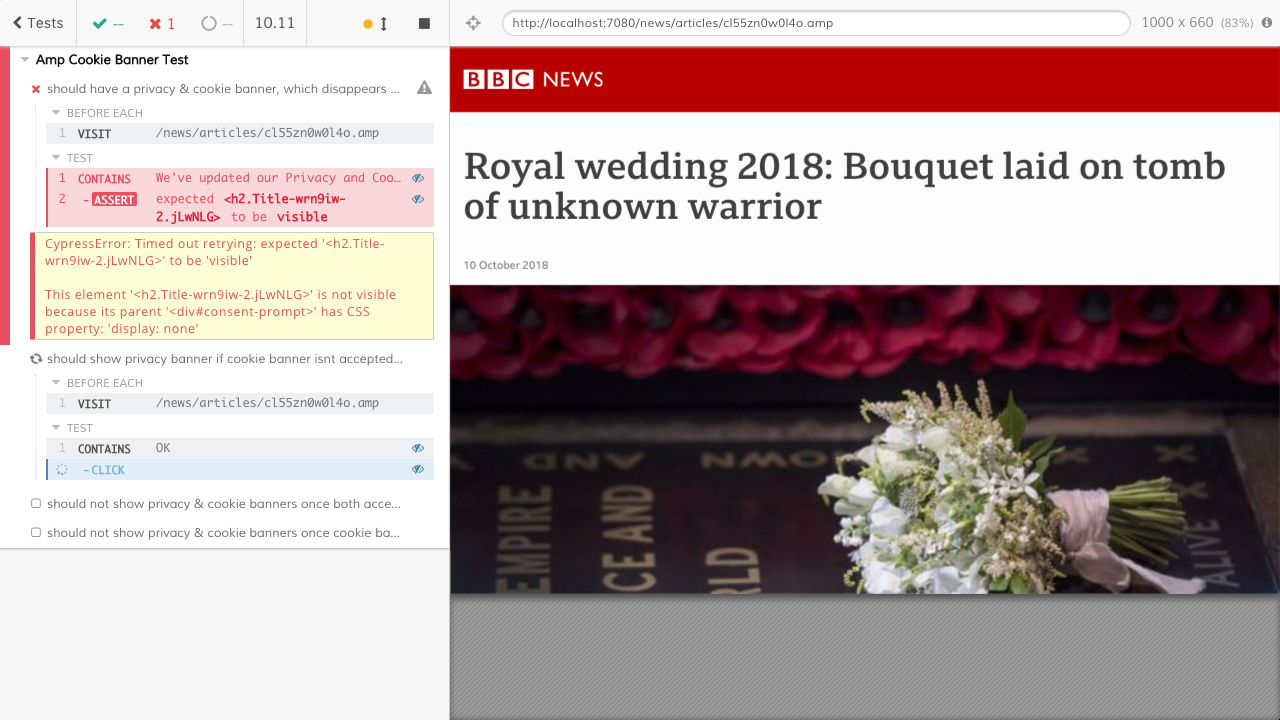 Tests -- 1 -- 10.11 http://localhost:7080/news/articles/cl55zn0w0l4o.amp 1000 x 660 (83%)
Amp Cookie Banner Test
should have a privacy & cookie banner, which disappears ...
BEFORE EACH
1 VISIT /news/articles/cl55zn0w0l4o.amp
TEST
1 CONTAINS We've updated our Privacy and Coo...
2 - ASSERT expected <h2.Title-wrn9iw-
2.jLwNLG> to be visible
CypressError: Timed out retrying: expected '<h2.Title-
wrn9iw-2.jLwNLG>' to be 'visible'
This element '<h2.Title-wrn9iw-2.jLwNLG>' is not visible
because its parent '<div#consent-prompt>' has CSS
property: 'display: none'
should show privacy banner if cookie banner isnt accepted...
BEFORE EACH
1 VISIT /news/articles/cl55zn0w0l4o.amp
TEST
1 CONTAINS OK
- CLICK
should not show privacy & cookie banners once both acce...
should not show privacy & cookie banners once cookie ba...
BBC NEWS
Royal wedding 2018: Bouquet laid on tomb
of unknown warrior
10 October 2018
EMPIRE
CE AND
RLD
ALIVE